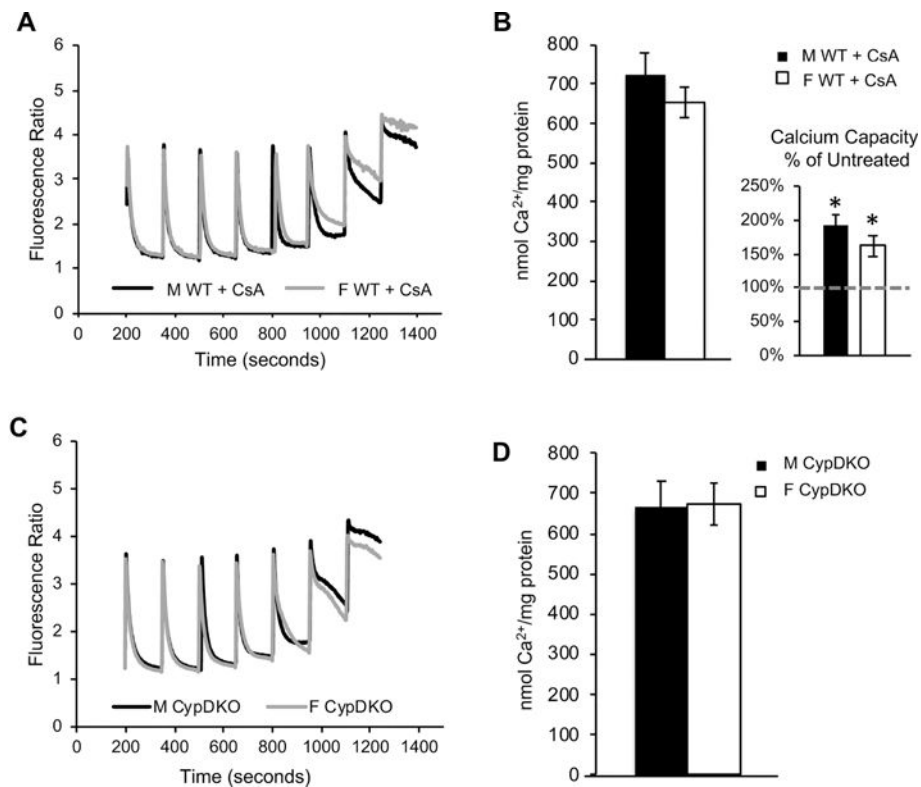 A
6
5
4
3
2
1
0
Fluorescence Ratio
M WT + CsA
F WT + CsA
0 200 400 600 800 1000 1200 1400
Time (seconds)
B
800
700
600
500
400
300
200
100
0
nmol Ca²⁺/mg protein
M WT + CsA
F WT + CsA
Calcium Capacity
% of Untreated
250%
200%
150%
100%
50%
0%
* *
C
6
5
4
3
2
1
0
Fluorescence Ratio
M CypDKO
F CypDKO
0 200 400 600 800 1000 1200 1400
Time (seconds)
D
800
700
600
500
400
300
200
100
0
nmol Ca²⁺/mg protein
M CypDKO
F CypDKO